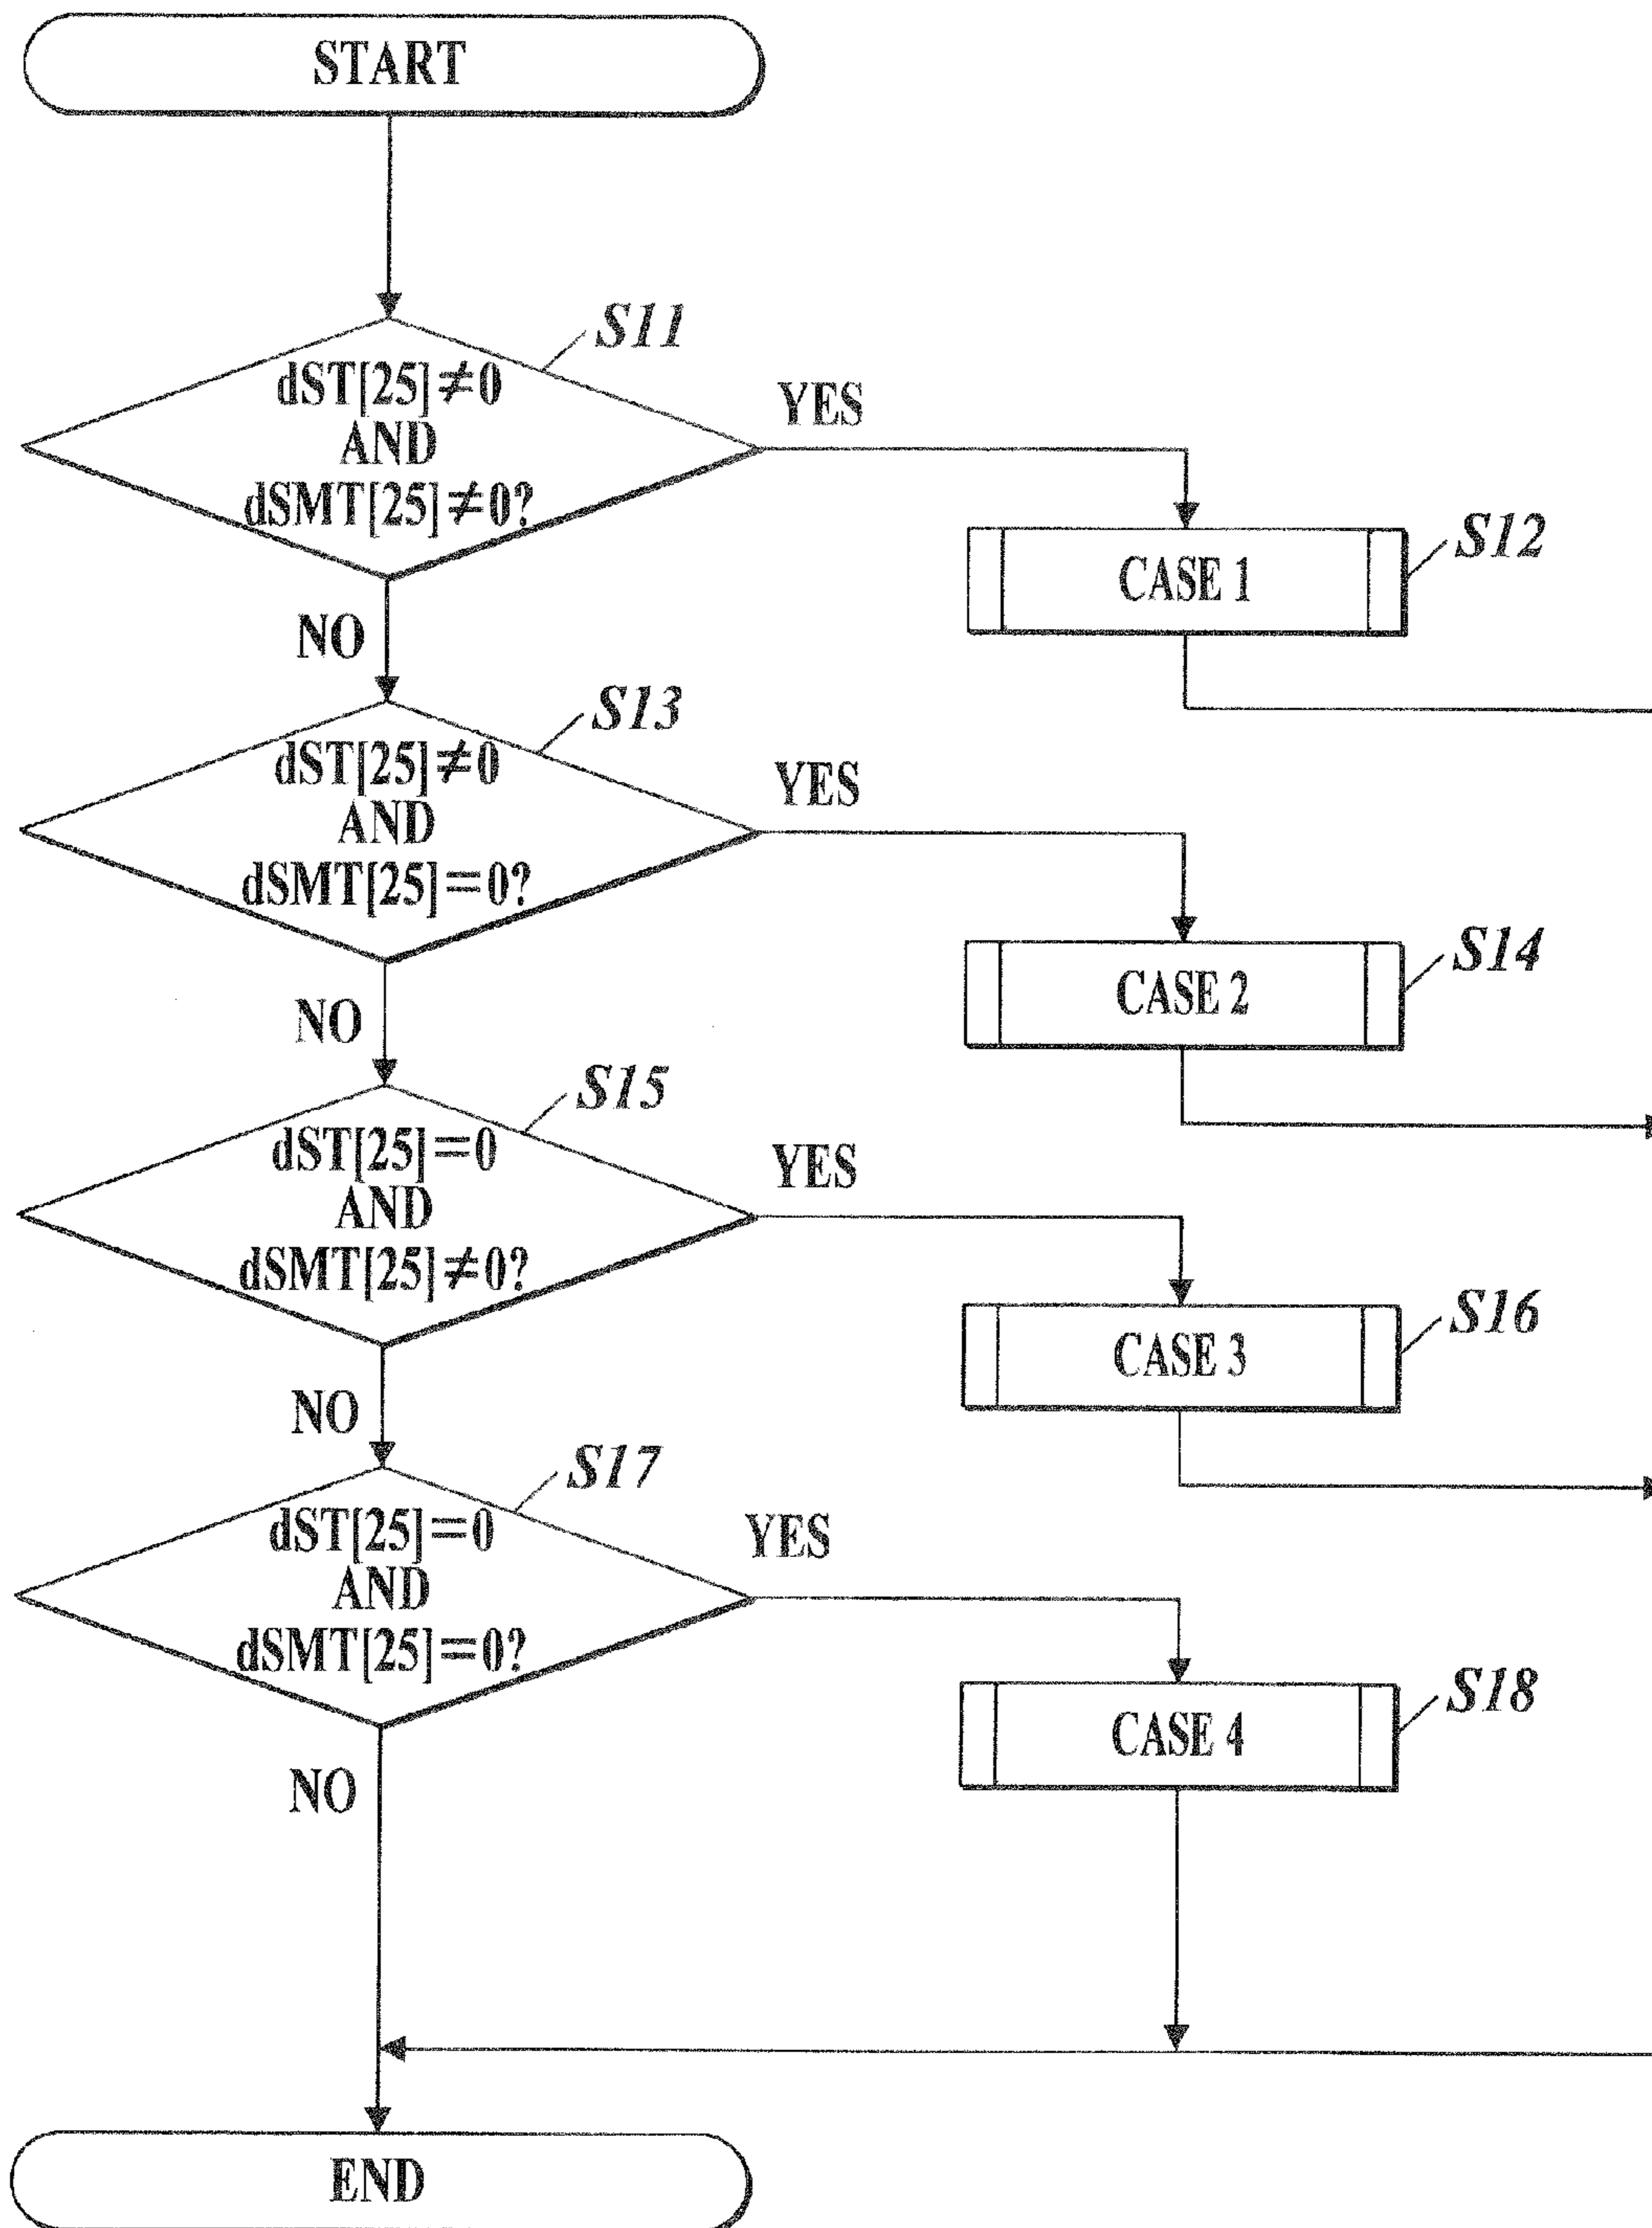 START
S11
dST[25]≠0
AND
dSMT[25]≠0?
YES
S12
CASE 1
NO
S13
dST[25]≠0
AND
dSMT[25]=0?
YES
S14
CASE 2
NO
S15
dST[25]=0
AND
dSMT[25]≠0?
YES
S16
CASE 3
NO
S17
dST[25]=0
AND
dSMT[25]=0?
YES
S18
CASE 4
NO
END